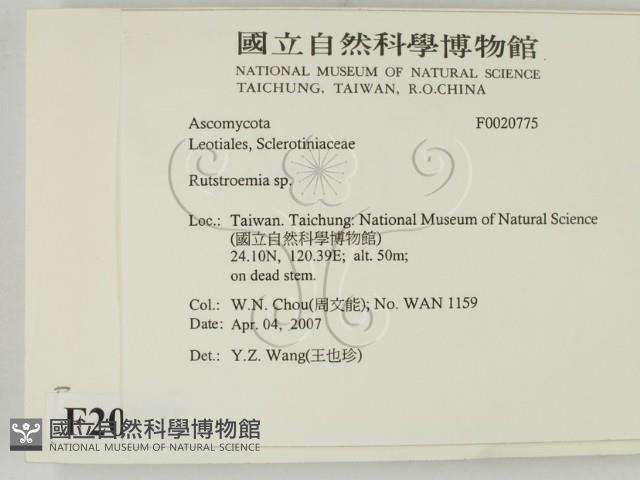 國立自然科學博物館
NATIONAL MUSEUM OF NATURAL SCIENCE
TAICHUNG, TAIWAN, R.O.CHINA
Ascomycota F0020775
Leotiales, Sclerotiniaceae
Rutstroemia sp.
Loc.: Taiwan. Taichung: National Museum of Natural Science
(國立自然科學博物館)
24.10N, 120.39E; alt. 50m;
on dead stem.
Col.: W.N. Chou(周文能); No. WAN 1159
Date: Apr. 04, 2007
Det.: Y.Z. Wang(王也珍)
F20
國立自然科學博物館
NATIONAL MUSEUM OF NATURAL SCIENCE